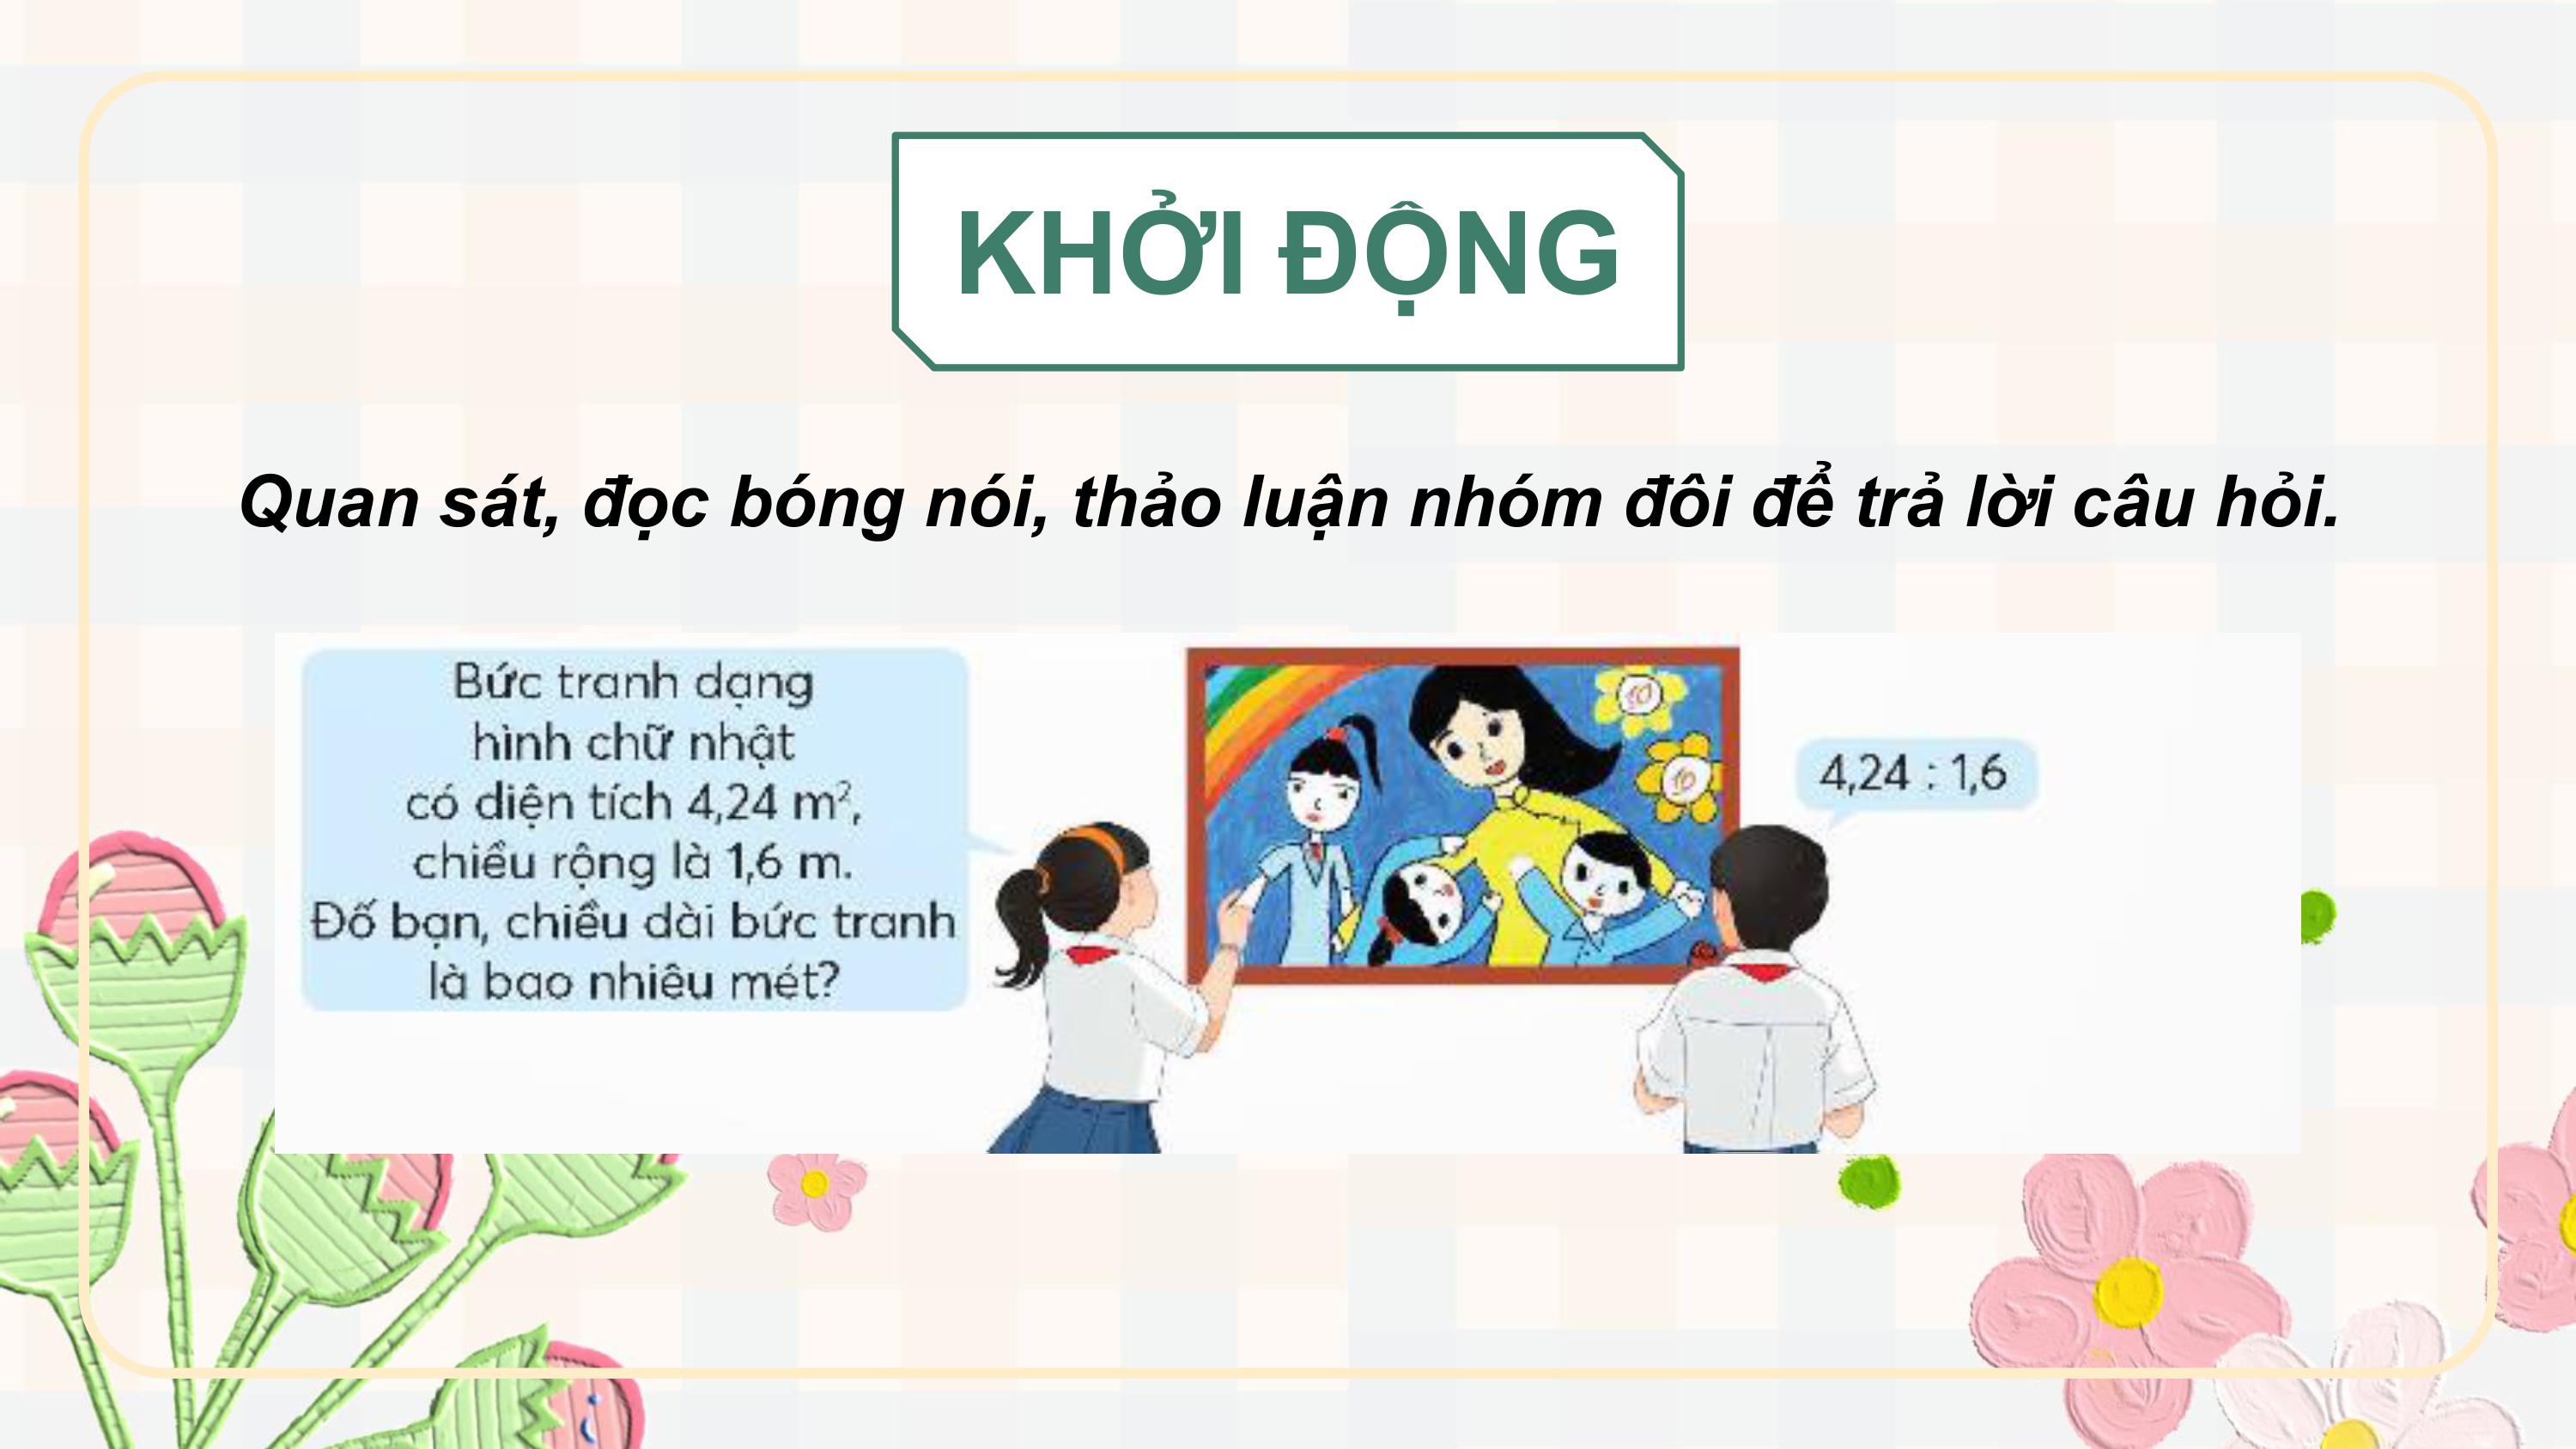 KHỞI ĐỘNG
Quan sát, đọc bóng nói, thảo luận nhóm đôi để trả lời câu hỏi.
Bức tranh dạng
hình chữ nhật
có diện tích 4,24 m²,
chiều rộng là 1,6 m.
Đố bạn, chiều dài bức tranh
là bao nhiêu mét?
10
10
4,24 : 1,6